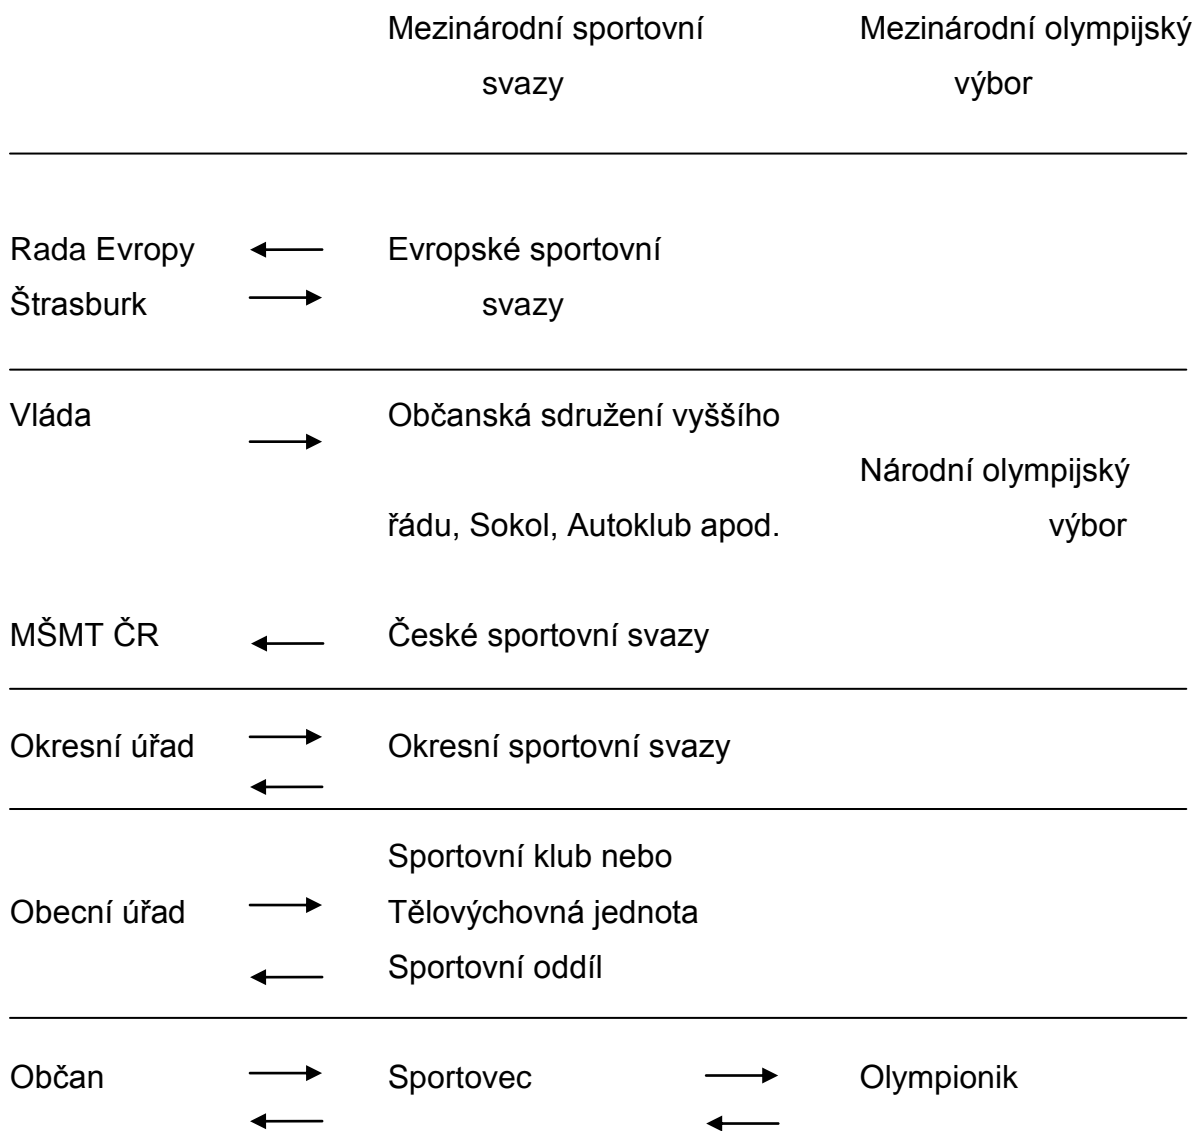 Mezinárodní sportovní Mezinárodní olympijský
svazy výbor
Rada Evropy Evropské sportovní
Štrasburk svazy
Vláda Občanská sdružení vyššího
Národní olympijský
řádu, Sokol, Autoklub apod. výbor
MŠMT ČR České sportovní svazy
Okresní úřad Okresní sportovní svazy
Sportovní klub nebo
Obecní úřad Tělovýchovná jednota
Sportovní oddíl
Občan Sportovec Olympionik